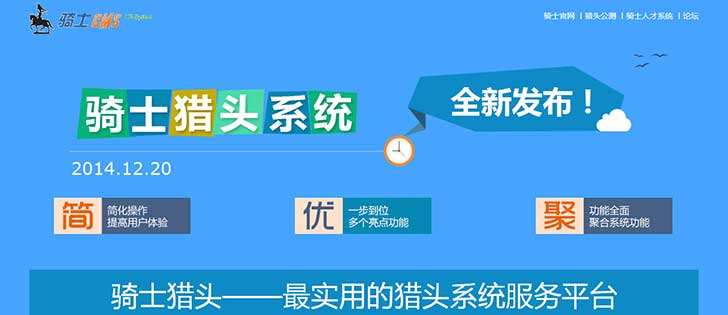 骑士CMS
骑士官网 | 猎头公测 | 骑士人才系统 | 论坛
骑士猎头系统
全新发布！
2014.12.20
简
简化操作
提高用户体验
优
一步到位
多个亮点功能
聚
功能全面
聚合系统功能
骑士猎头——最实用的猎头系统服务平台